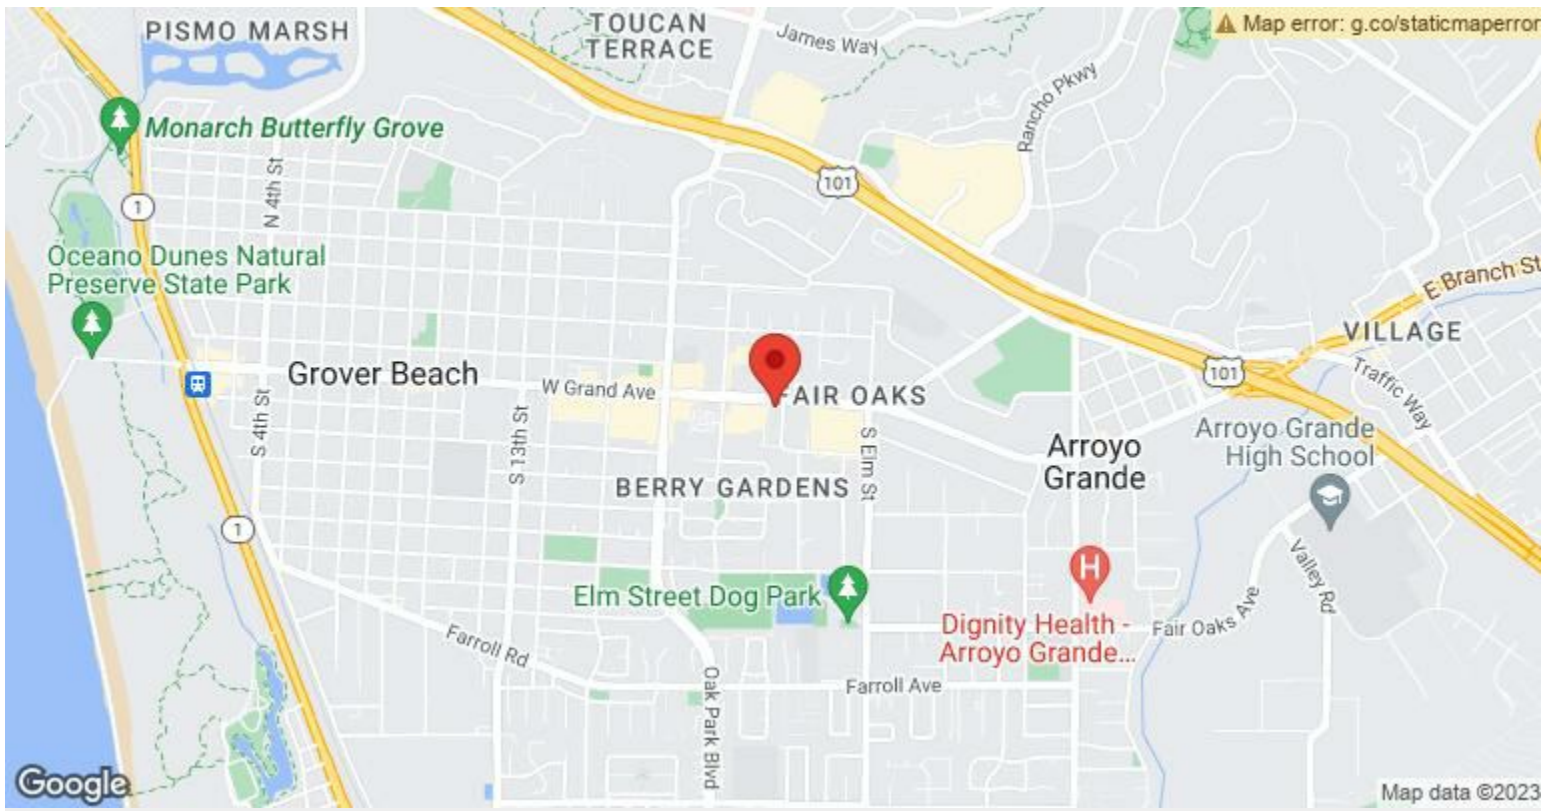 PISMO MARSH
TOUCAN
TERRACE
James Way
Map error: g.co/staticmaperror
Rancho Pkwy
Monarch Butterfly Grove
N 4th St
101
1
Oceano Dunes Natural
Preserve State Park
E Branch St
VILLAGE
Grover Beach
W Grand Ave
FAIR OAKS
101
Traffic Way
S 4th St
S 13th St
S Elm St
Arroyo
Grande
Arroyo Grande
High School
BERRY GARDENS
1
H
Valley Rd
Elm Street Dog Park
Dignity Health -
Arroyo Grande...
Fair Oaks Ave
Farroll Rd
Oak Park Blvd
Farroll Ave
Google
Map data ©2023